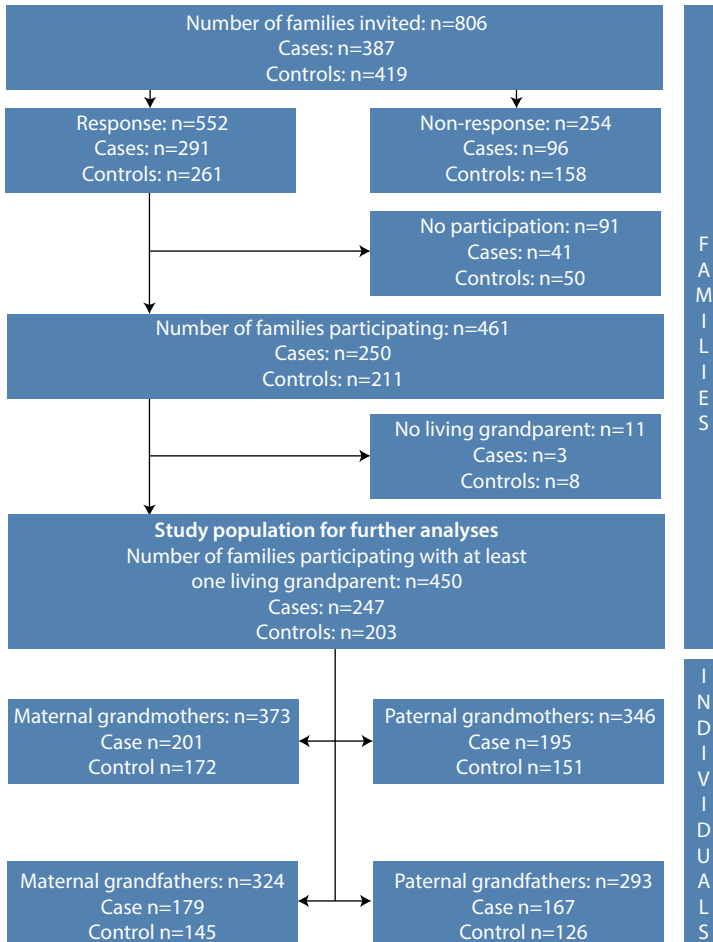 Number of families invited: n=806
Cases: n=387
Controls: n=419
Response: n=552
Cases: n=291
Controls: n=261
Non-response: n=254
Cases: n=96
Controls: n=158
No participation: n=91
Cases: n=41
Controls: n=50
Number of families participating: n=461
Cases: n=250
Controls: n=211
No living grandparent: n=11
Cases: n=3
Controls: n=8
Study population for further analyses
Number of families participating with at least
one living grandparent: n=450
Cases: n=247
Controls: n=203
FAMILIES
Maternal grandmothers: n=373
Case n=201
Control n=172
Paternal grandmothers: n=346
Case n=195
Control n=151
Maternal grandfathers: n=324
Case n=179
Control n=145
Paternal grandfathers: n=293
Case n=167
Control n=126
INDIVIDUALS